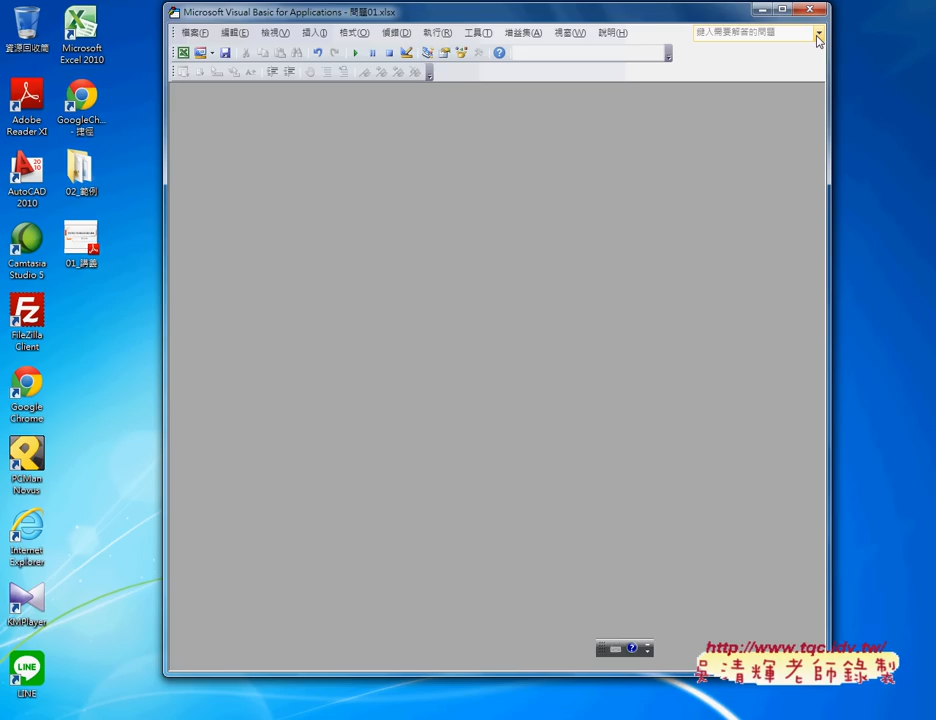 Microsoft Visual Basic for Applications - 問題01.xlsx
檔案(F) 編輯(E) 檢視(V) 插入(I) 格式(O) 偵錯(D) 執行(R) 工具(T) 增益集(A) 視窗(W) 說明(H)
鍵入需要解答的問題
資源回收筒
Microsoft
Excel 2010
Adobe
Reader XI
GoogleCh...
- 捷徑
AutoCAD
2010
02_範例
Camtasia
Studio 5
01_講義
FileZilla
Client
Google
Chrome
PCMan
Novus
Internet
Explorer
KMPlayer
LINE
吳清輝老師錄製